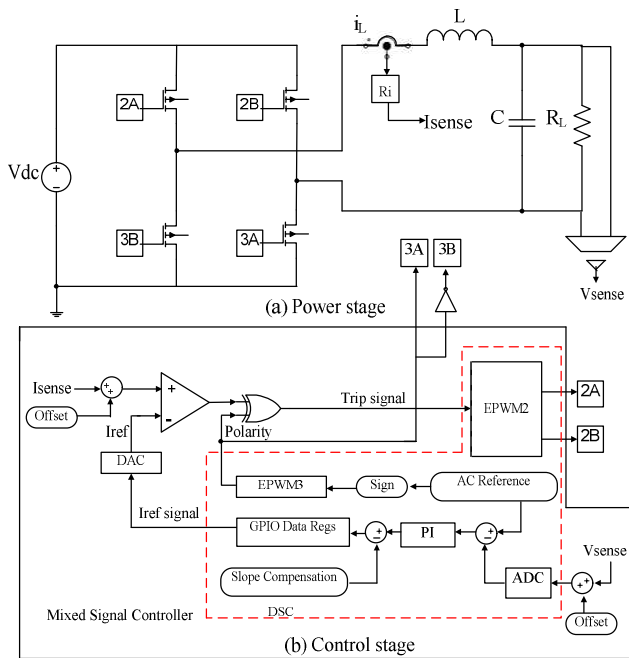 i_L
L
2A
2B
Ri
Isense
C
R_L
Vdc
+
−
3B
3A
3A
3B
Vsense
(a) Power stage
Isense
+
+
+
-
Trip signal
EPWM2
2A
2B
Offset
Iref
Polarity
DAC
EPWM3
Sign
AC Reference
Iref signal
GPIO Data Regs
+
−
PI
+
−
Vsense
Slope Compensation
ADC
+
+
Mixed Signal Controller
DSC
Offset
(b) Control stage